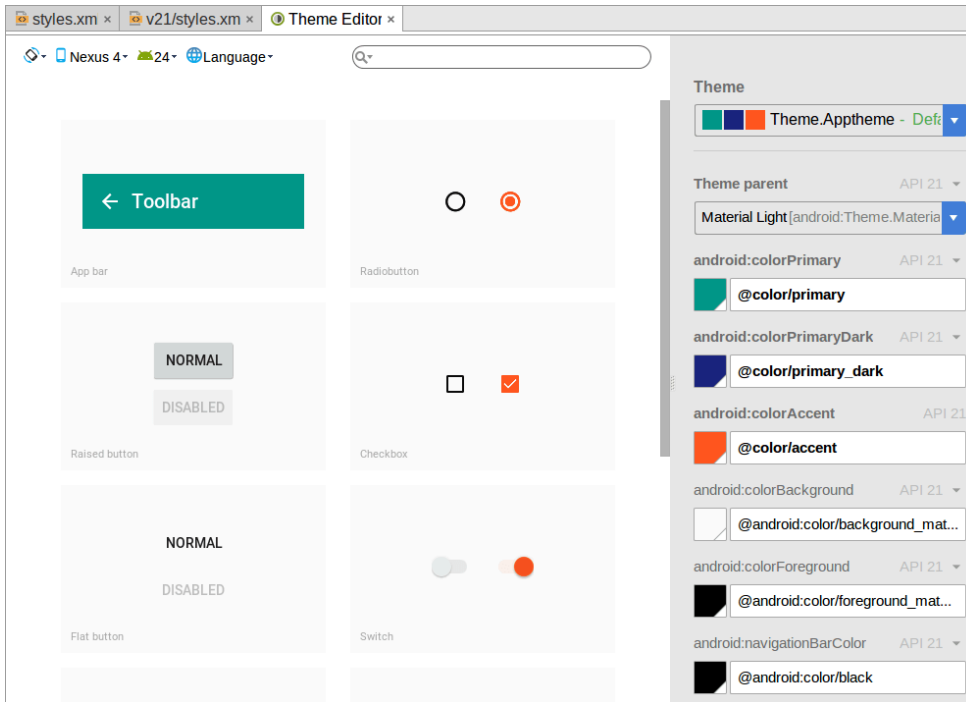 styles.xm × v21/styles.xm × Theme Editor ×
Nexus 4 24 Language
Theme
Theme.Apptheme - Defa
Theme parent API 21
Material Light [android:Theme.Materia
android:colorPrimary API 21
@color/primary
android:colorPrimaryDark API 21
@color/primary_dark
android:colorAccent API 21
@color/accent
android:colorBackground API 21
@android:color/background_mat...
android:colorForeground API 21
@android:color/foreground_mat...
android:navigationBarColor API 21
@android:color/black
Toolbar
App bar
Radiobutton
NORMAL
DISABLED
Raised button
Checkbox
NORMAL
DISABLED
Flat button
Switch